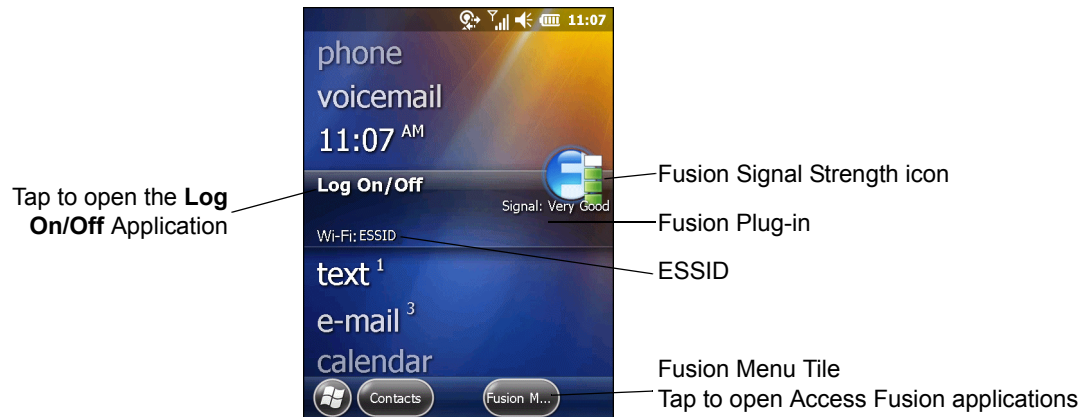 11:07
phone
voicemail
11:07 AM
Log On/Off
Signal: Very Good
Wi-Fi: ESSID
text 1
e-mail 3
calendar
Contacts
Fusion M...
Tap to open the Log
On/Off Application
Fusion Signal Strength icon
Fusion Plug-in
ESSID
Fusion Menu Tile
Tap to open Access Fusion applications